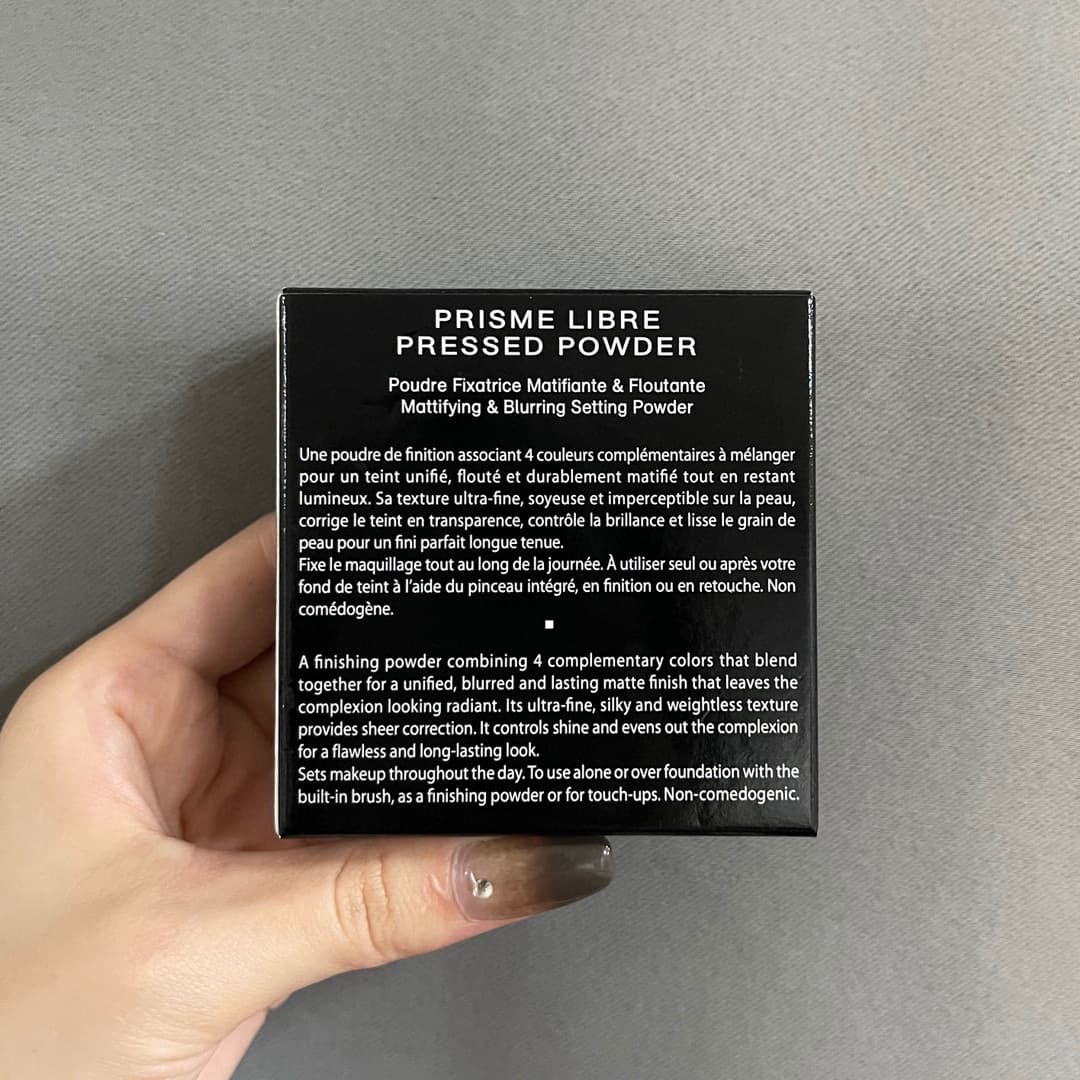 PRISME LIBRE
PRESSED POWDER
Poudre Fixatrice Matifiante & Floutante
Mattifying & Blurring Setting Powder
Une poudre de finition associant 4 couleurs complémentaires à mélanger
pour un teint unifié, flouté et durablement matifié tout en restant
lumineux. Sa texture ultra-fine, soyeuse et imperceptible sur la peau,
corrige le teint en transparence, contrôle la brillance et lisse le grain de
peau pour un fini parfait longue tenue.
Fixe le maquillage tout au long de la journée. À utiliser seul ou après votre
fond de teint à l'aide du pinceau intégré, en finition ou en retouche. Non
comédogène.
A finishing powder combining 4 complementary colors that blend
together for a unified, blurred and lasting matte finish that leaves the
complexion looking radiant. Its ultra-fine, silky and weightless texture
provides sheer correction. It controls shine and evens out the complexion
for a flawless and long-lasting look.
Sets makeup throughout the day. To use alone or over foundation with the
built-in brush, as a finishing powder or for touch-ups. Non-comedogenic.